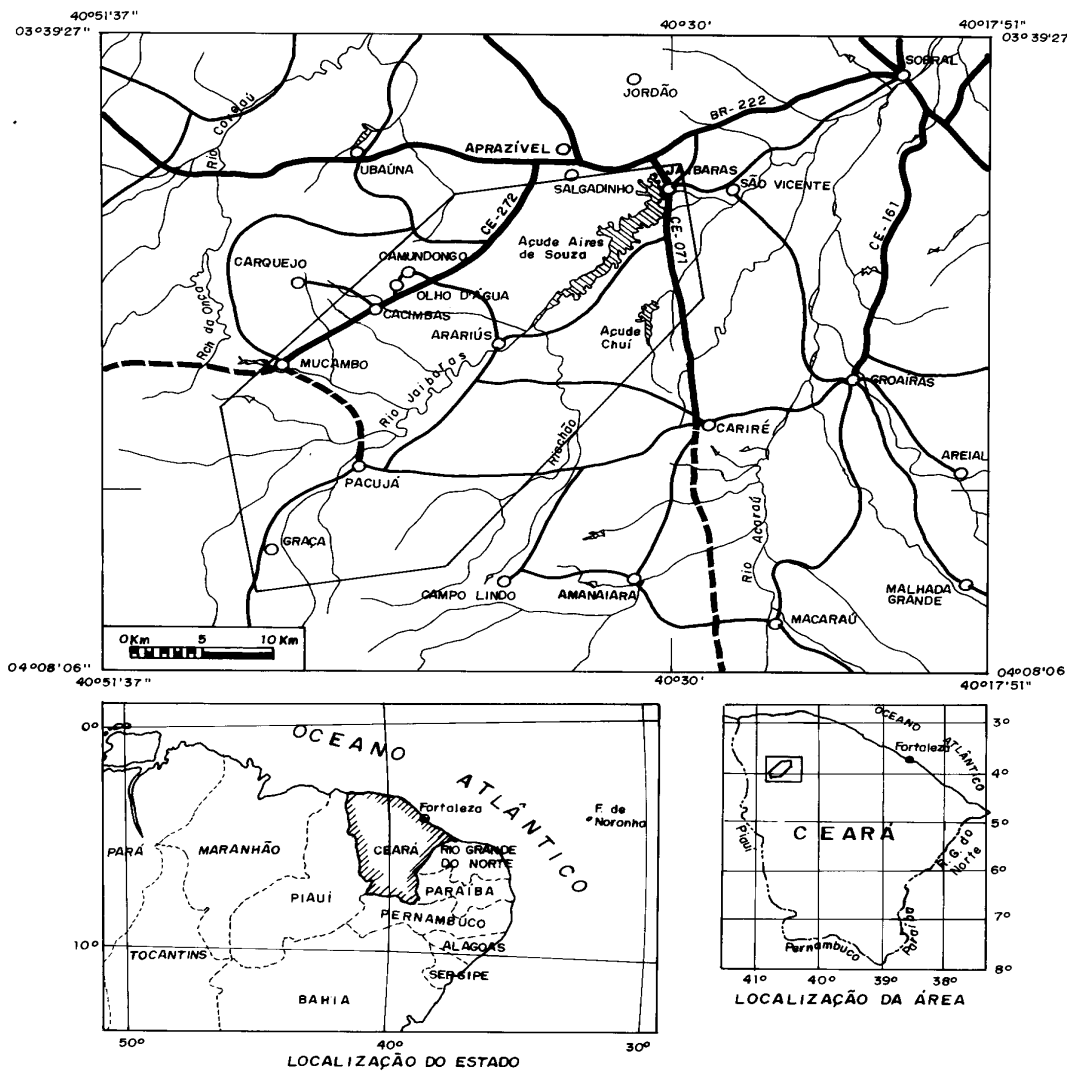 40°51'37"
40°30'
40°17'51
03°39'27
03°39'27
SOBRAL
JORDÃO
BR-222
Rio Coreaú
APRAZÍVEL
UBAÚNA
SALGADINHO
JAIBARAS
SÃO VICENTE
CE-272
CE-071
CE-161
Açude Aires
de Souza
CARQUEJO
CAMUNDONGO
OLHO D'ÁGUA
CACIMBAS
Rch da Onça
ARARIÚS
Açude
Chuí
MUCAMBO
Rio Jaibaras
GROAIRAS
Riachão
CARIRÉ
AREIAL
PACUJÁ
Rio Acaraú
GRAÇA
CAMPO LINDO
AMANAIARA
MALHADA
GRANDE
MACARAÚ
0Km 5 10 Km
04°08'06"
04°08'06
40°51'37"
40°30'
40°17'51
0°
OCEANO
ATLÂNTICO
Fortaleza
F. de
Noronha
PARÁ
MARANHÃO
CEARÁ
RIO GRANDE
DO NORTE
PIAUÍ
PARAÍBA
PERNAMBUCO
10°
TOCANTINS
ALAGOAS
SERGIPE
BAHIA
50° 40° 30°
LOCALIZAÇÃO DO ESTADO
OCEANO
ATLÂNTICO
3°
Fortaleza
4°
CEARÁ
5°
Piauí
R. G. do
Norte
6°
Paraíba
7°
Pernambuco
8°
41° 40° 39° 38°
LOCALIZAÇÃO DA ÁREA